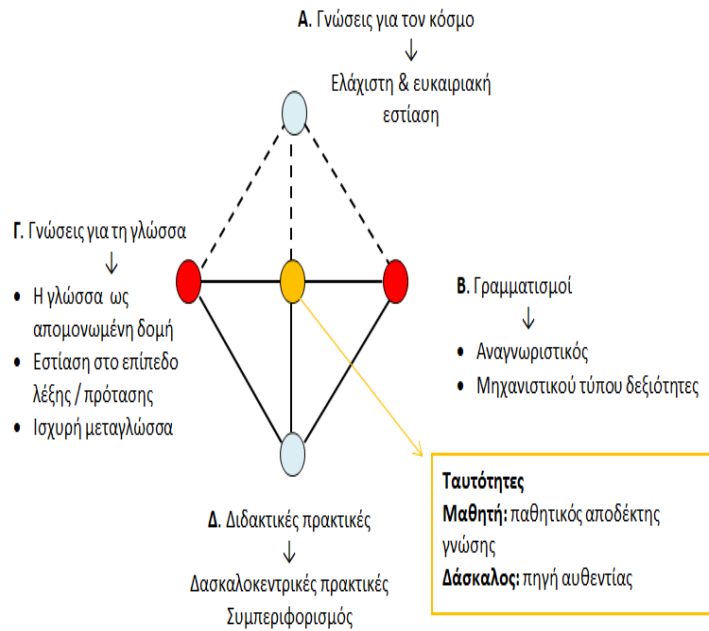 Α. Γνώσεις για τον κόσμο
Ελάχιστη & ευκαιριακή
εστίαση
Γ. Γνώσεις για τη γλώσσα
• Η γλώσσα ως
απομονωμένη δομή
• Εστίαση στο επίπεδο
λέξης / πρότασης
• Ισχυρή μεταγλώσσα
Β. Γραμματισμοί
• Αναγνωριστικός
• Μηχανιστικού τύπου δεξιότητες
Δ. Διδακτικές πρακτικές
Δασκαλοκεντρικές πρακτικές
Συμπεριφορισμός
Ταυτότητες
Μαθητή: παθητικός αποδέκτης
γνώσης
Δάσκαλος: πηγή αυθεντίας